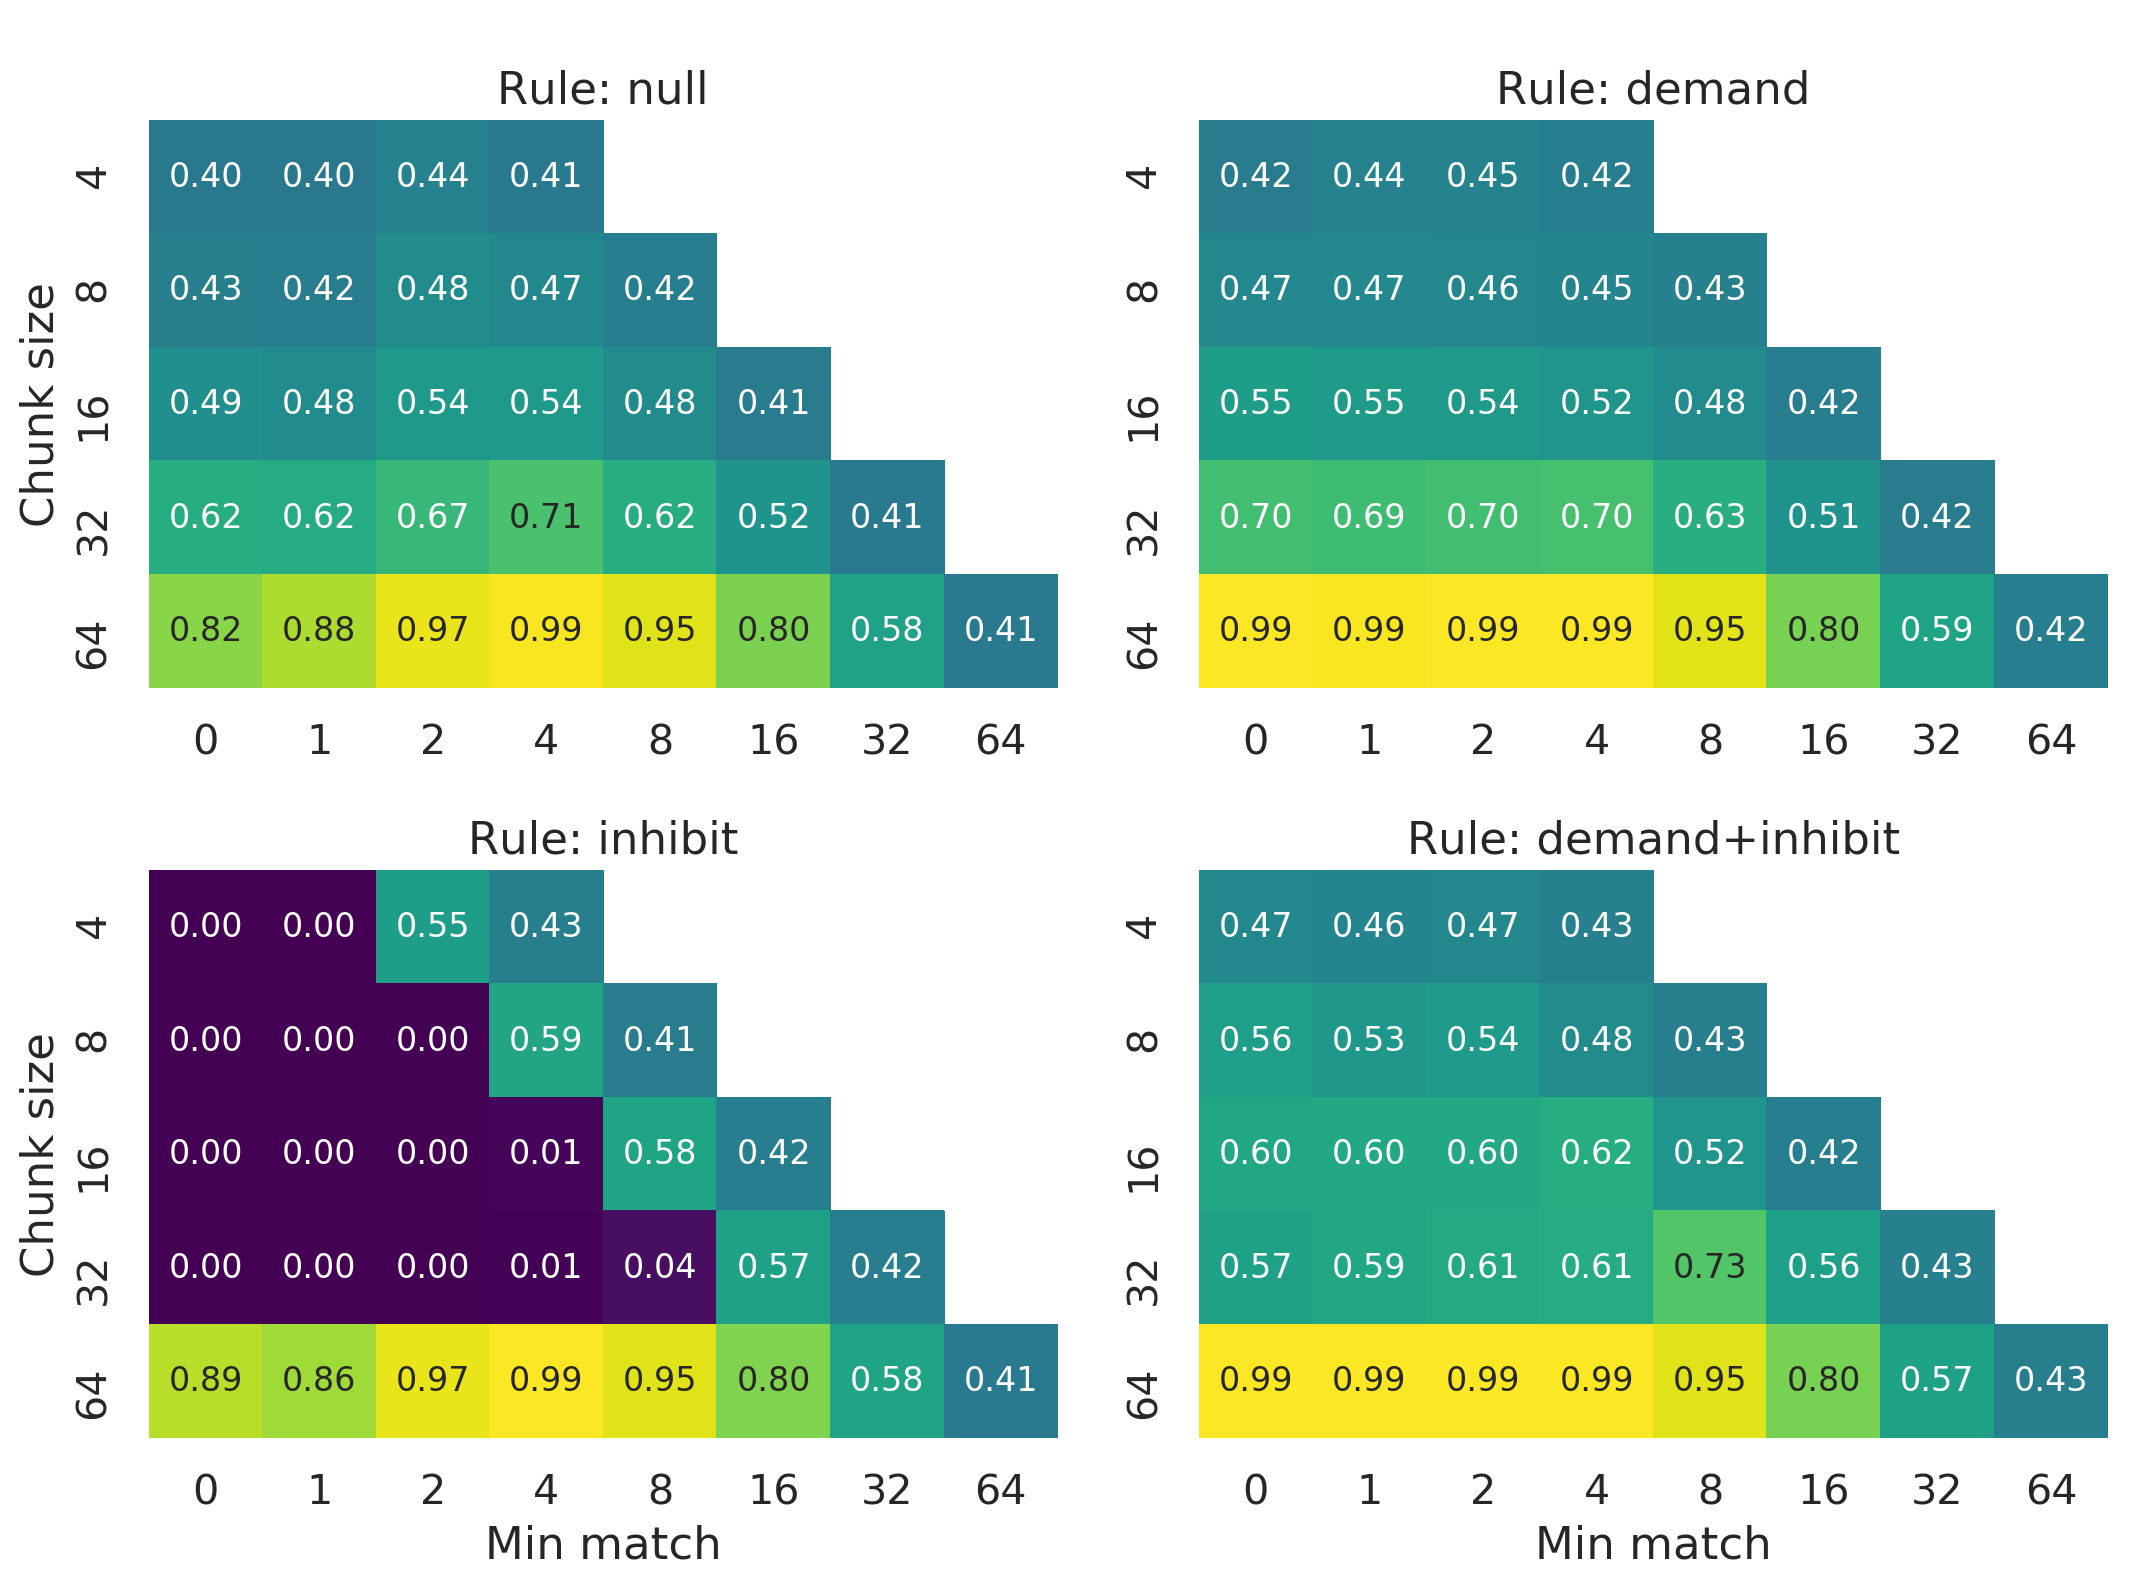 Rule: null
Chunk size
4 0.40 0.40 0.44 0.41
8 0.43 0.42 0.48 0.47 0.42
16 0.49 0.48 0.54 0.54 0.48 0.41
32 0.62 0.62 0.67 0.71 0.62 0.52 0.41
64 0.82 0.88 0.97 0.99 0.95 0.80 0.58 0.41
0 1 2 4 8 16 32 64
Rule: demand
4 0.42 0.44 0.45 0.42
8 0.47 0.47 0.46 0.45 0.43
16 0.55 0.55 0.54 0.52 0.48 0.42
32 0.70 0.69 0.70 0.70 0.63 0.51 0.42
64 0.99 0.99 0.99 0.99 0.95 0.80 0.59 0.42
0 1 2 4 8 16 32 64
Rule: inhibit
Chunk size
4 0.00 0.00 0.55 0.43
8 0.00 0.00 0.00 0.59 0.41
16 0.00 0.00 0.00 0.01 0.58 0.42
32 0.00 0.00 0.00 0.01 0.04 0.57 0.42
64 0.89 0.86 0.97 0.99 0.95 0.80 0.58 0.41
0 1 2 4 8 16 32 64
Min match
Rule: demand+inhibit
4 0.47 0.46 0.47 0.43
8 0.56 0.53 0.54 0.48 0.43
16 0.60 0.60 0.60 0.62 0.52 0.42
32 0.57 0.59 0.61 0.61 0.73 0.56 0.43
64 0.99 0.99 0.99 0.99 0.95 0.80 0.57 0.43
0 1 2 4 8 16 32 64
Min match